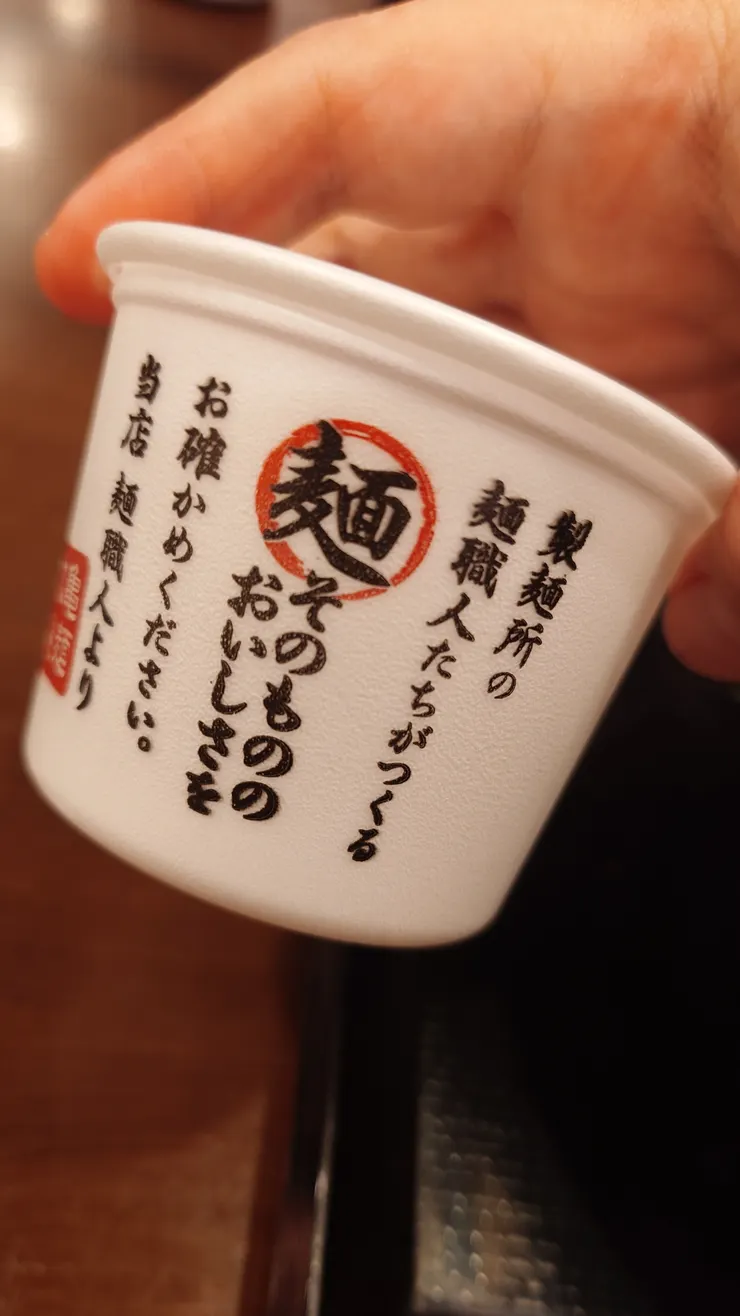 製麺所の
麺職人たちがつくる
麺そのものの
おいしさを
お確かめください。
当店 麺職人より